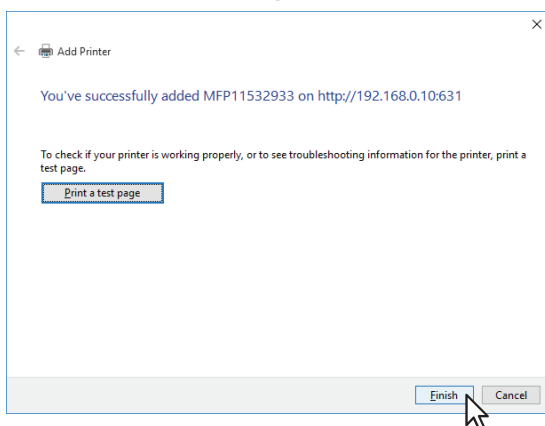 Add Printer
You've successfully added MFP11532933 on http://192.168.0.10:631
To check if your printer is working properly, or to see troubleshooting information for the printer, print a
test page.
Print a test page
Finish
Cancel